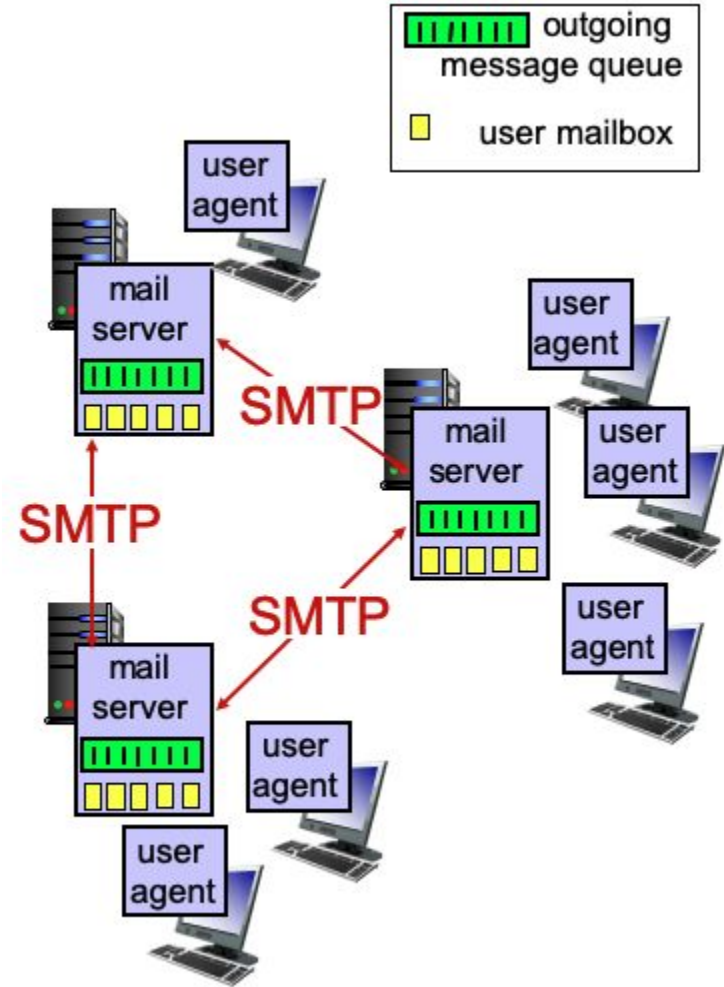 outgoing
message queue
user mailbox
user
agent
mail
server
user
agent
SMTP
mail
server
user
agent
SMTP
SMTP
user
agent
mail
server
user
agent
user
agent